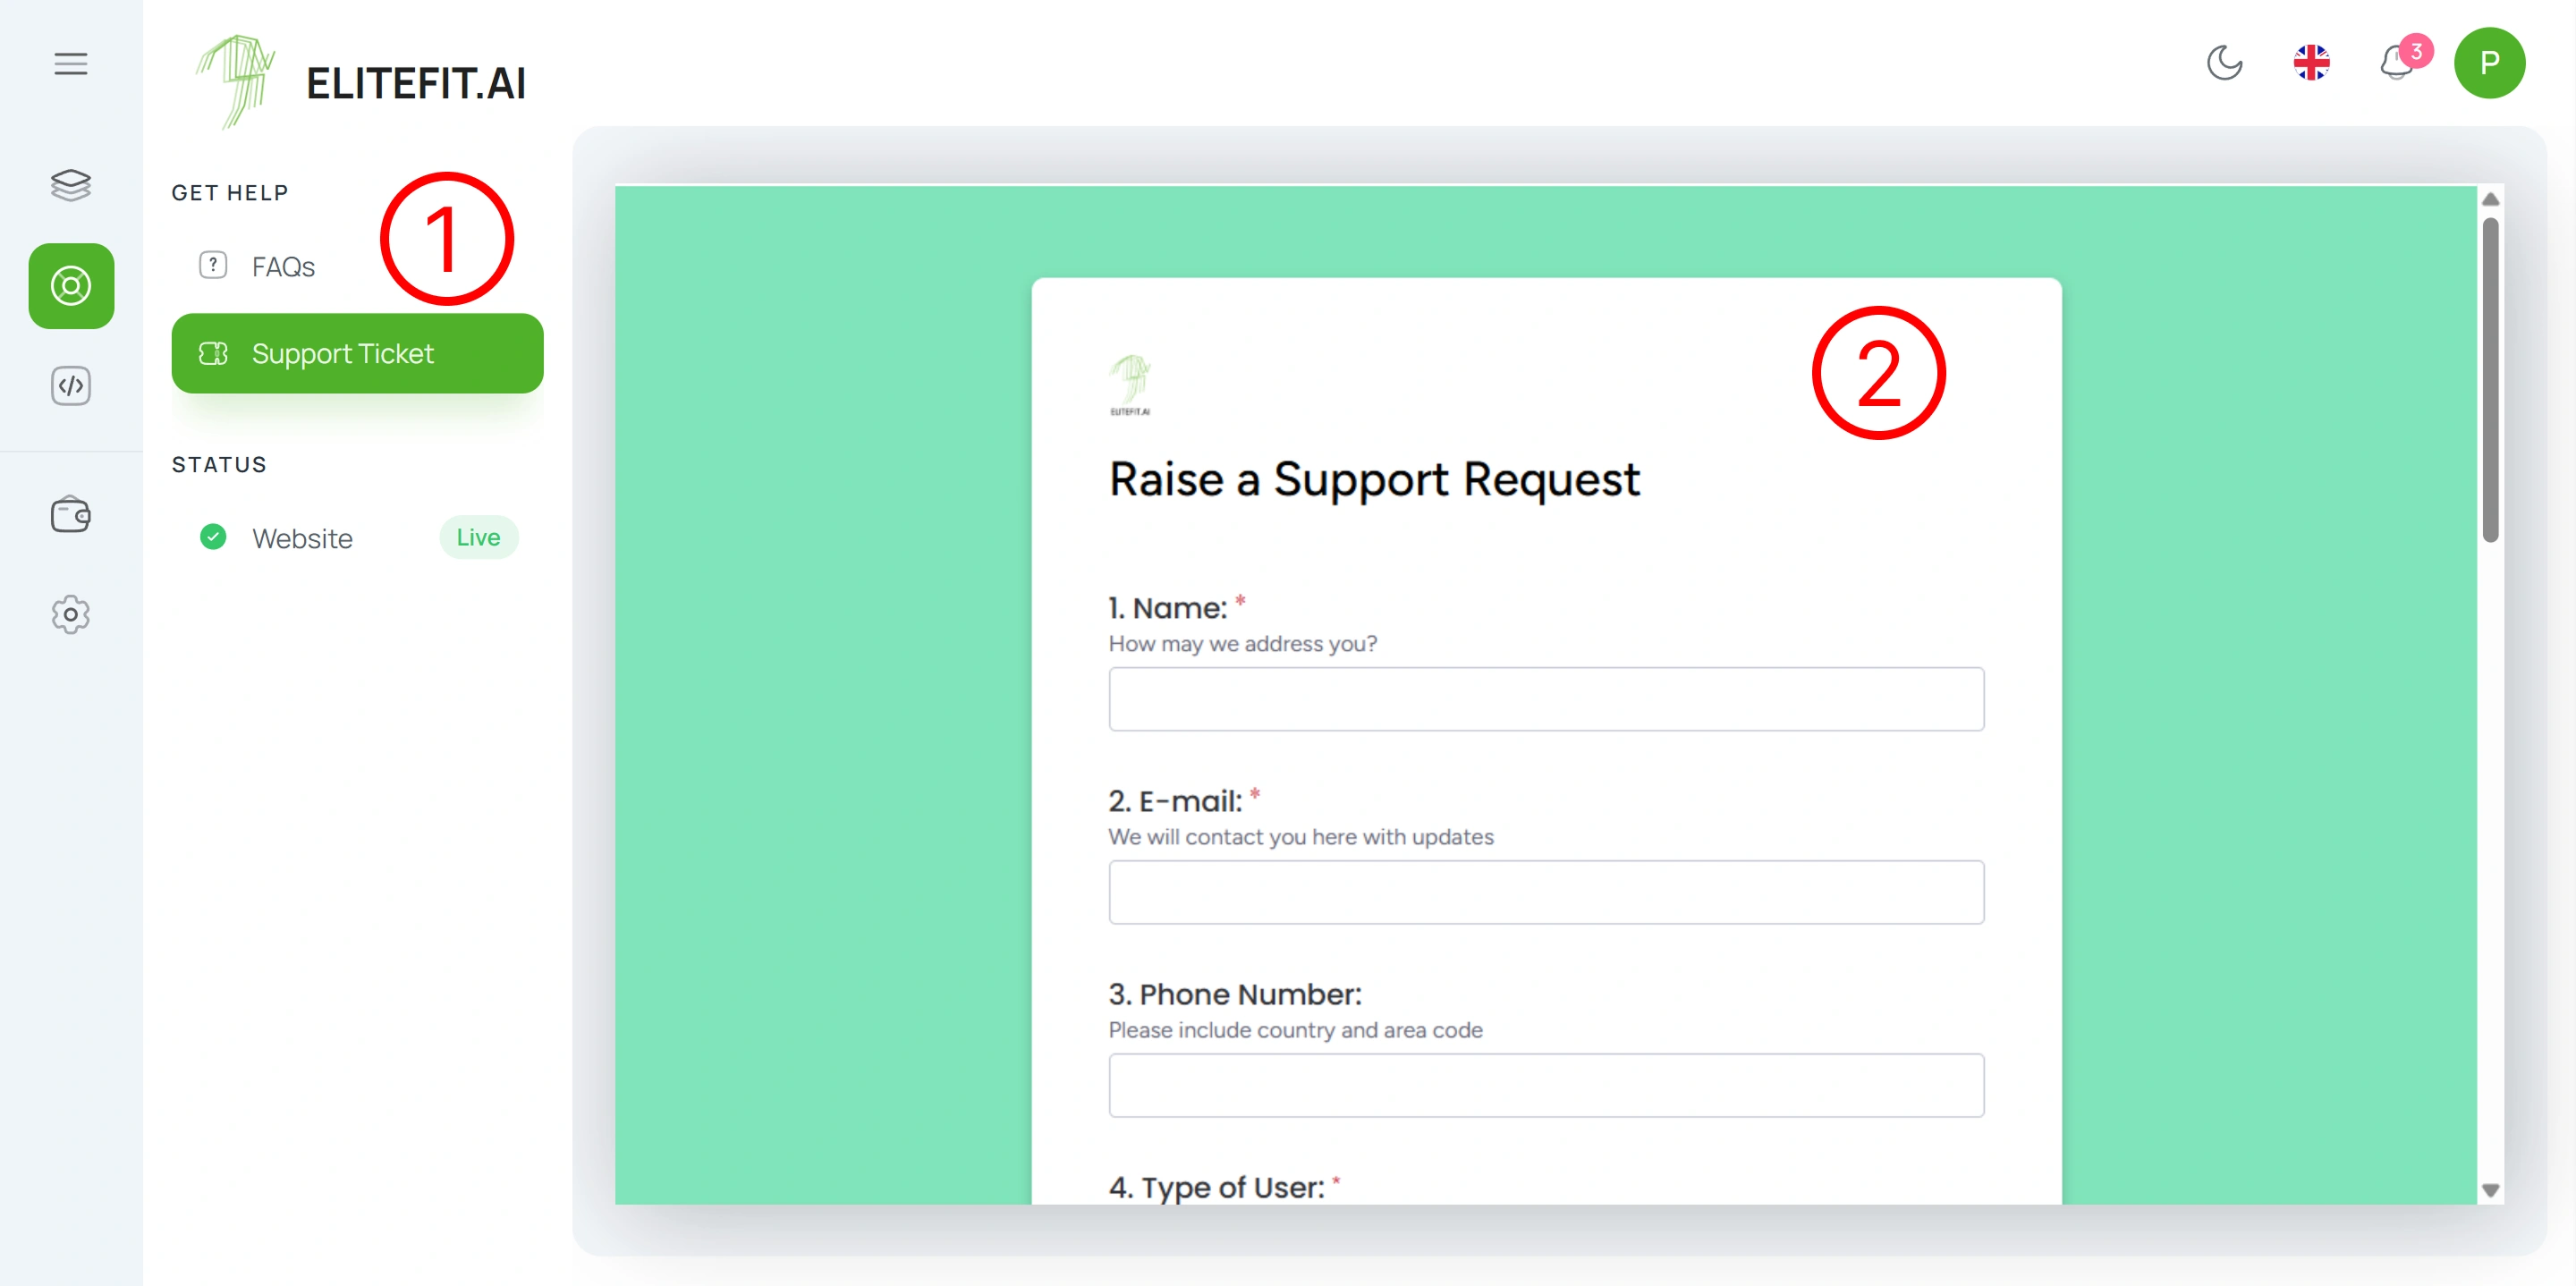 ELITEFIT.AI
3
P
GET HELP
1
FAQs
Support Ticket
STATUS
Website
Live
2
ELITEFIT.AI
Raise a Support Request
1. Name: *
How may we address you?
2. E-mail: *
We will contact you here with updates
3. Phone Number:
Please include country and area code
4. Type of User: *